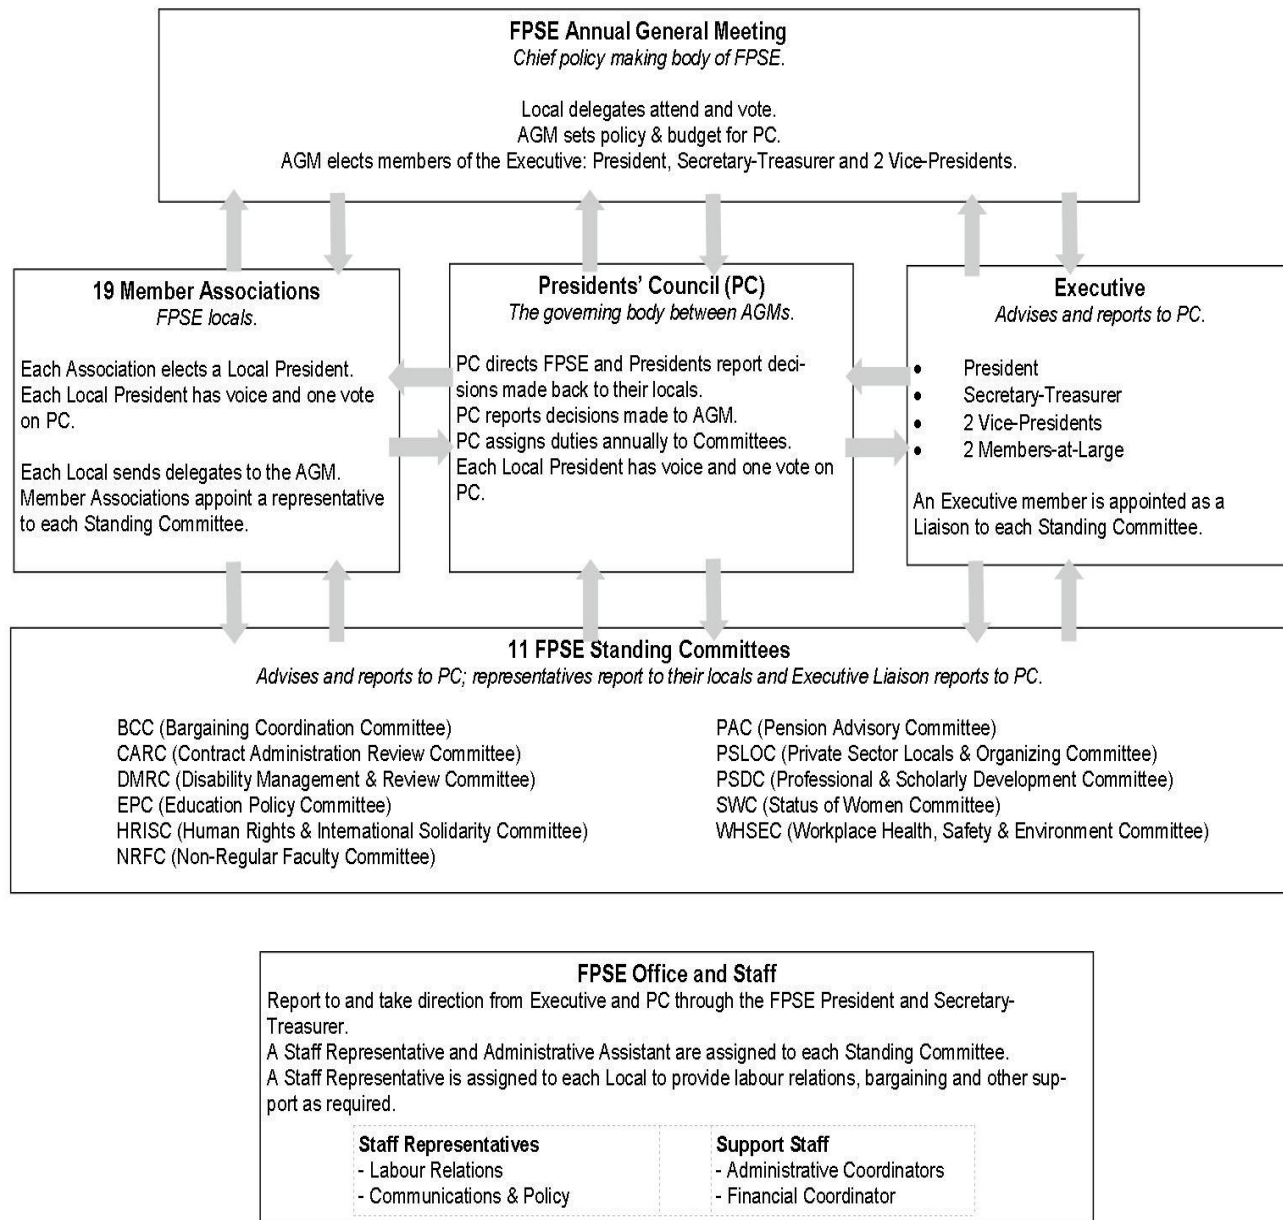 FPSE Annual General Meeting
Chief policy making body of FPSE.
Local delegates attend and vote.
AGM sets policy & budget for PC.
AGM elects members of the Executive: President, Secretary-Treasurer and 2 Vice-Presidents.
19 Member Associations
FPSE locals.
Each Association elects a Local President.
Each Local President has voice and one vote
on PC.
Each Local sends delegates to the AGM.
Member Associations appoint a representative
to each Standing Committee.
Presidents' Council (PC)
The governing body between AGMs.
PC directs FPSE and Presidents report deci-
sions made back to their locals.
PC reports decisions made to AGM.
PC assigns duties annually to Committees.
Each Local President has voice and one vote on
PC.
Executive
Advises and reports to PC.
• President
• Secretary-Treasurer
• 2 Vice-Presidents
• 2 Members-at-Large
An Executive member is appointed as a
Liaison to each Standing Committee.
11 FPSE Standing Committees
Advises and reports to PC; representatives report to their locals and Executive Liaison reports to PC.
BCC (Bargaining Coordination Committee)
CARC (Contract Administration Review Committee)
DMRC (Disability Management & Review Committee)
EPC (Education Policy Committee)
HRISC (Human Rights & International Solidarity Committee)
NRFC (Non-Regular Faculty Committee)
PAC (Pension Advisory Committee)
PSLOC (Private Sector Locals & Organizing Committee)
PSDC (Professional & Scholarly Development Committee)
SWC (Status of Women Committee)
WHSEC (Workplace Health, Safety & Environment Committee)
FPSE Office and Staff
Report to and take direction from Executive and PC through the FPSE President and Secretary-
Treasurer.
A Staff Representative and Administrative Assistant are assigned to each Standing Committee.
A Staff Representative is assigned to each Local to provide labour relations, bargaining and other sup-
port as required.
Staff Representatives
- Labour Relations
- Communications & Policy
Support Staff
- Administrative Coordinators
- Financial Coordinator